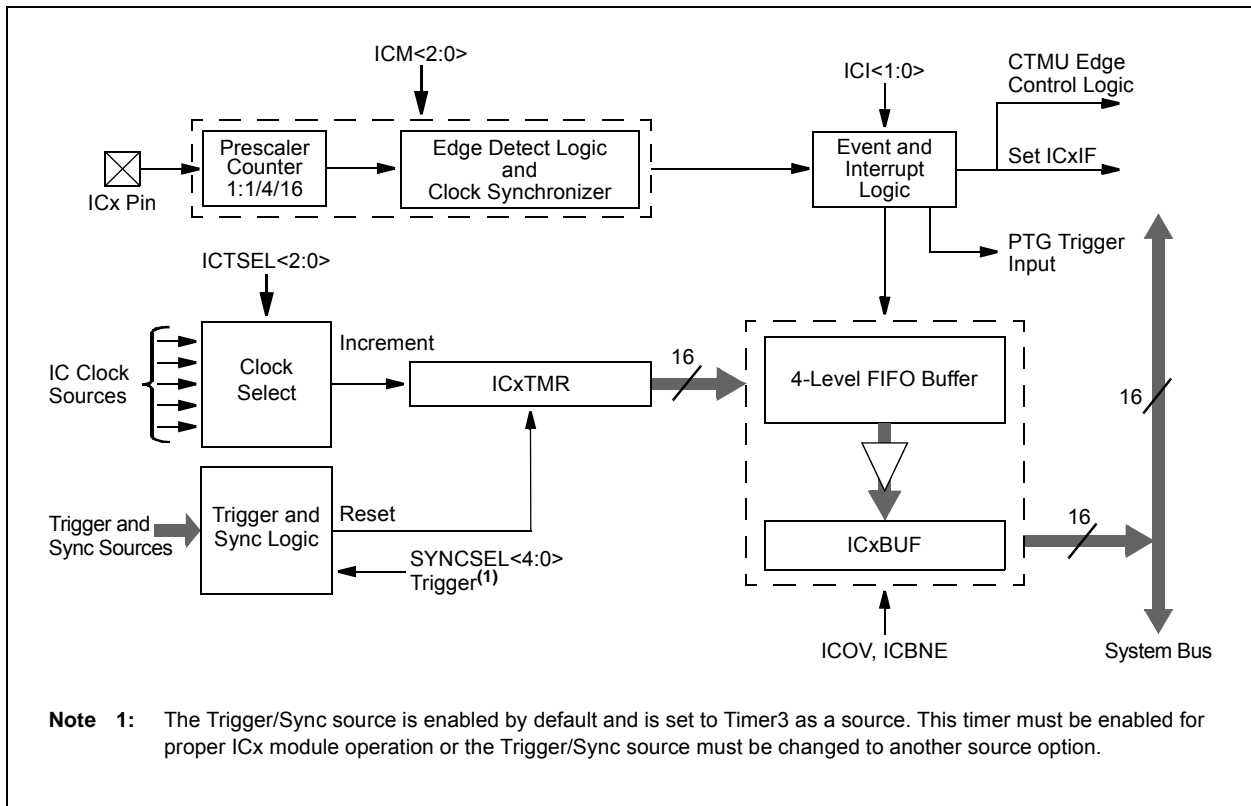 ICM<2:0>
ICI<1:0>
CTMU Edge
Control Logic
Prescaler
Counter
1:1/4/16
Edge Detect Logic
and
Clock Synchronizer
Event and
Interrupt
Logic
Set ICxIF
ICx Pin
PTG Trigger
Input
ICTSEL<2:0>
IC Clock
Sources
Clock
Select
Increment
ICxTMR
16
4-Level FIFO Buffer
16
Trigger and
Sync Sources
Trigger and
Sync Logic
Reset
SYNCSEL<4:0>
Trigger(1)
ICxBUF
16
ICOV, ICBNE
System Bus
Note 1: The Trigger/Sync source is enabled by default and is set to Timer3 as a source. This timer must be enabled for
proper ICx module operation or the Trigger/Sync source must be changed to another source option.